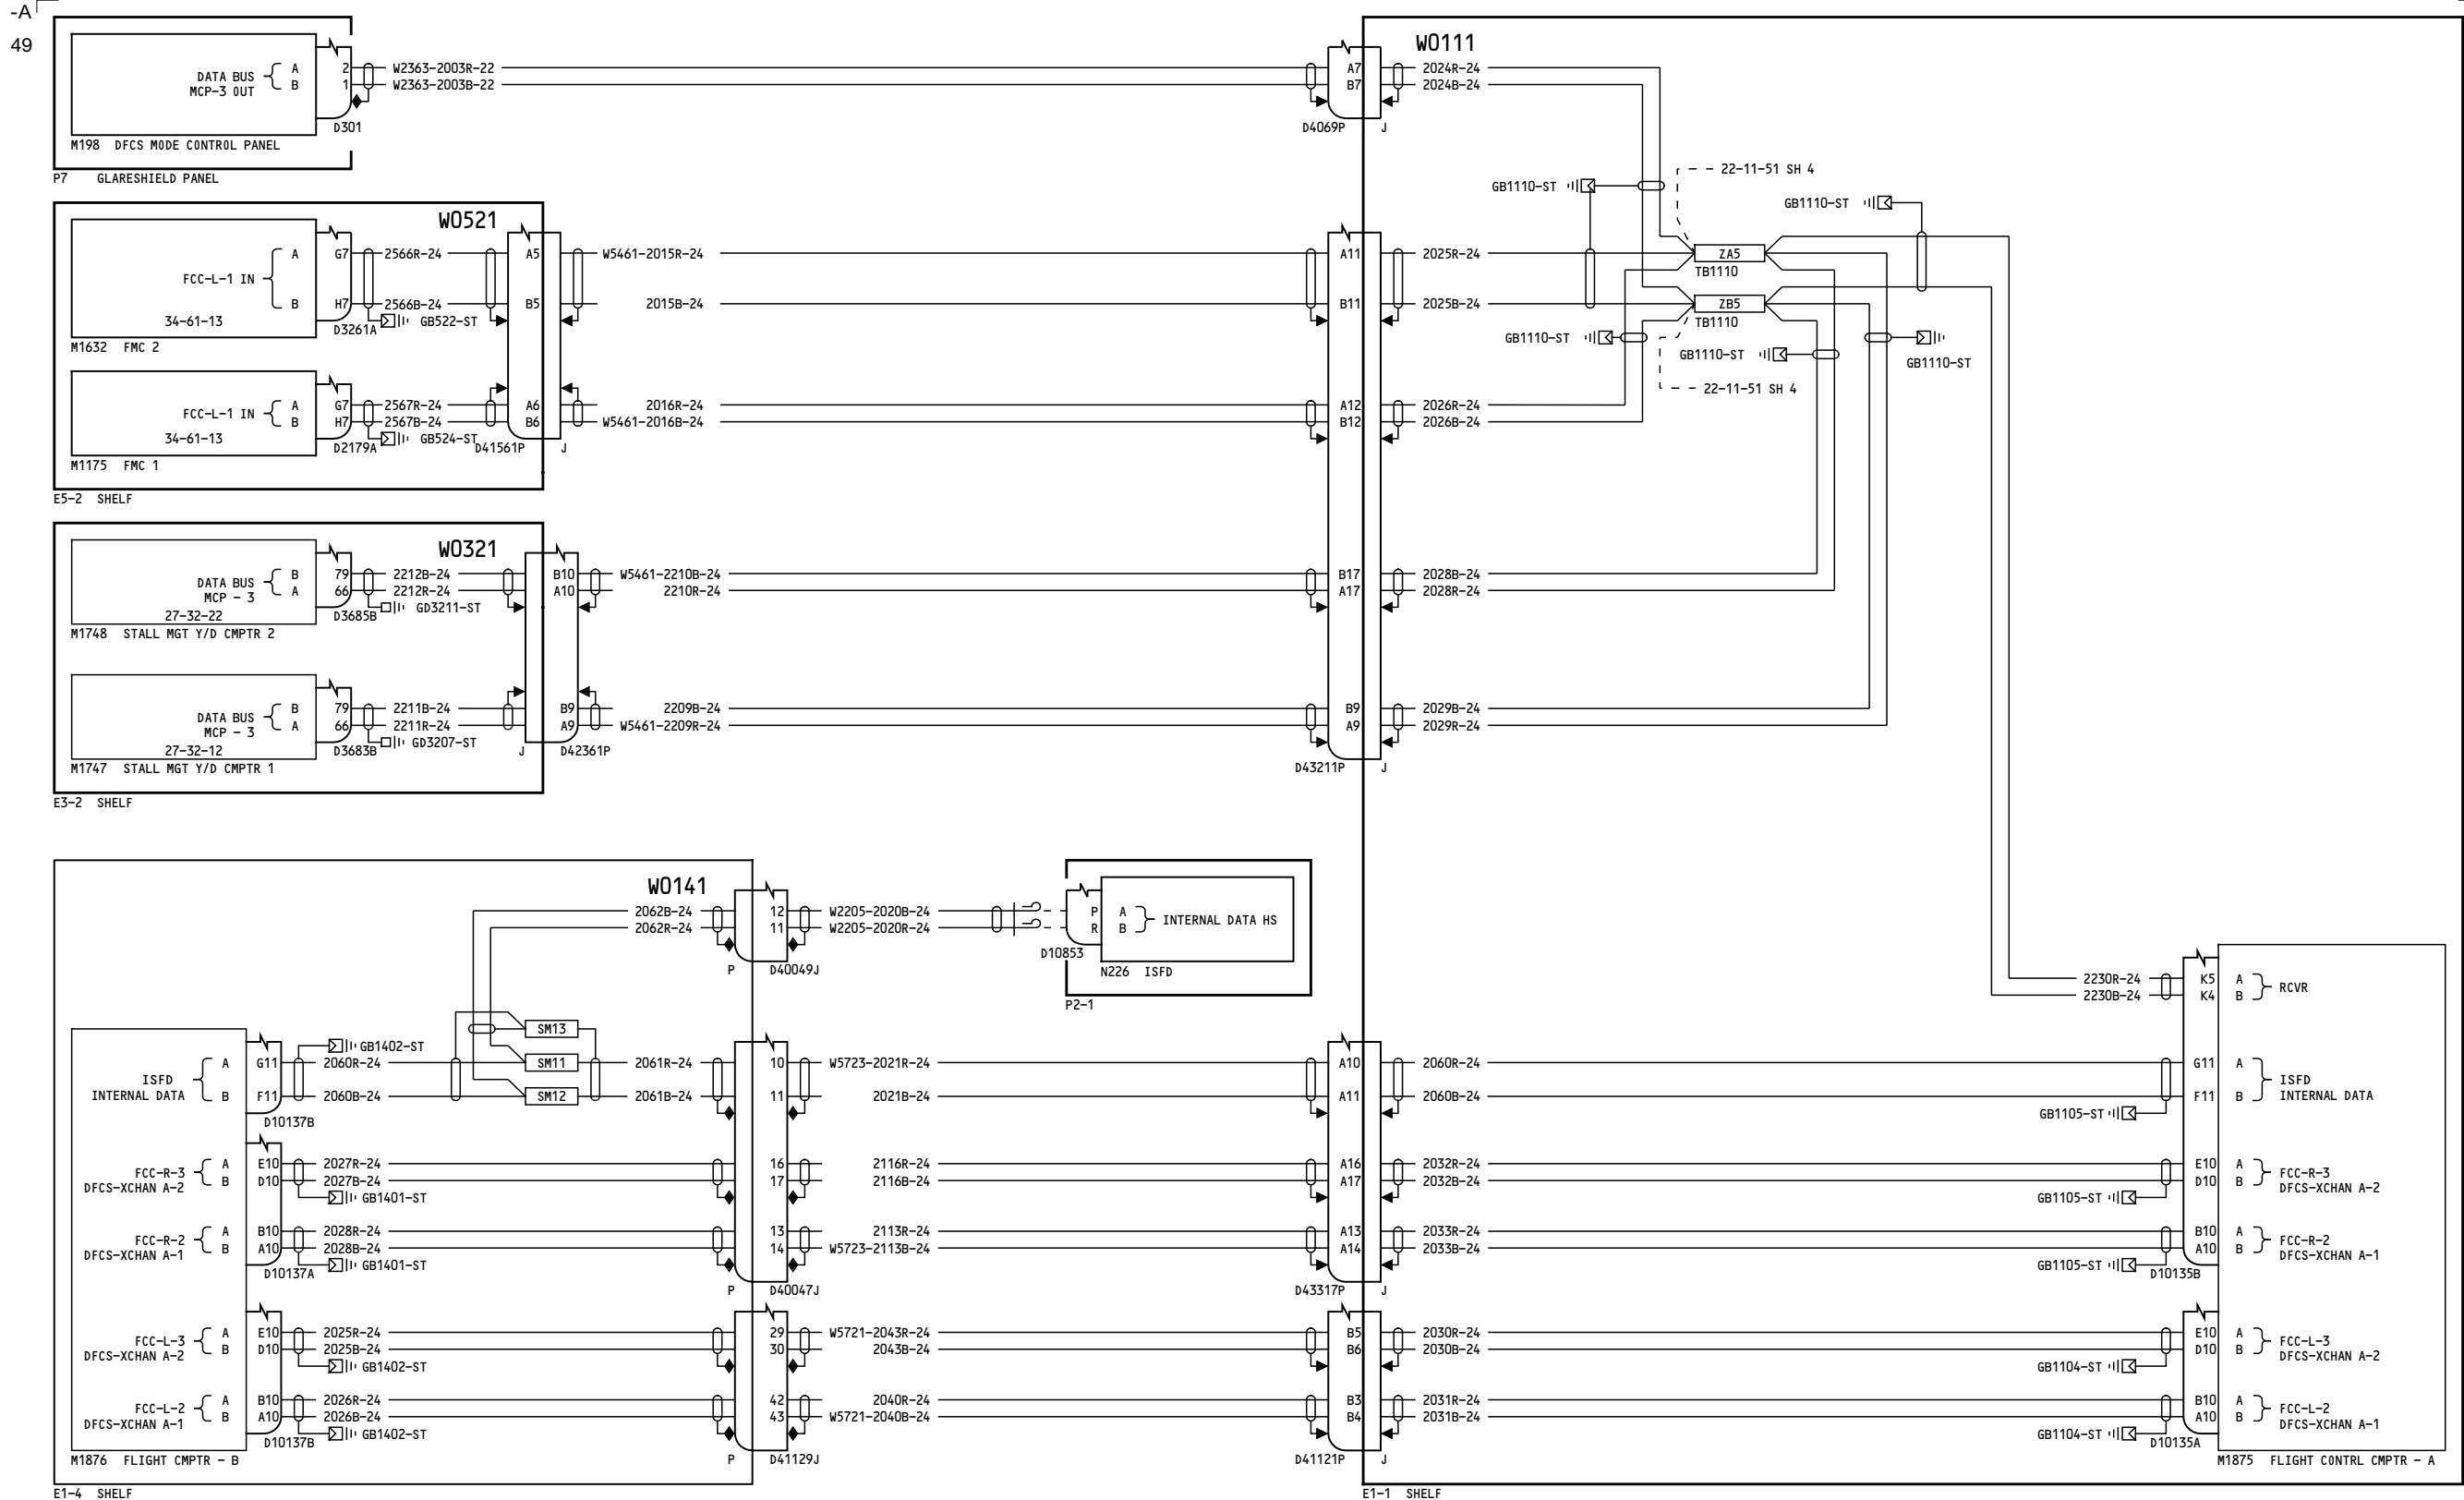 -A
49
DATA BUS
MCP-3 OUT
A
B
2
1
W2363-2003R-22
W2363-2003B-22
D301
M198 DFCS MODE CONTROL PANEL
P7 GLARESHIELD PANEL
A7
B7
D4069P
J
W0111
2024R-24
2024B-24
22-11-51 SH 4
GB1110-ST
GB1110-ST
W0521
FCC-L-1 IN
A
B
34-61-13
G7
H7
2566R-24
2566B-24
D3261A
GB522-ST
A5
B5
W5461-2015R-24
2015B-24
M1632 FMC 2
A11
B11
2025R-24
2025B-24
ZA5
TB1110
ZB5
TB1110
GB1110-ST
GB1110-ST
GB1110-ST
22-11-51 SH 4
FCC-L-1 IN
A
B
34-61-13
G7
H7
2567R-24
2567B-24
D2179A
GB524-ST
A6
B6
D41561P
J
2016R-24
W5461-2016B-24
A12
B12
2026R-24
2026B-24
M1175 FMC 1
E5-2 SHELF
W0321
DATA BUS
MCP - 3
B
A
27-32-22
79
66
2212B-24
2212R-24
D3685B
GD3211-ST
B10
A10
W5461-2210B-24
2210R-24
B17
A17
2028B-24
2028R-24
M1748 STALL MGT Y/D CMPTR 2
DATA BUS
MCP - 3
B
A
27-32-12
79
66
2211B-24
2211R-24
D3683B
GD3207-ST
B9
A9
J
D42361P
2209B-24
W5461-2209R-24
B9
A9
2029B-24
2029R-24
D43211P
J
M1747 STALL MGT Y/D CMPTR 1
E3-2 SHELF
W0141
2062B-24
2062R-24
12
11
P
D40049J
W2205-2020B-24
W2205-2020R-24
P
R
A
B
INTERNAL DATA HS
D10853
N226 ISFD
P2-1
2230R-24
2230B-24
K5
K4
A
B
RCVR
ISFD
INTERNAL DATA
A
B
G11
F11
GB1402-ST
2060R-24
2060B-24
D10137B
SM13
SM11
SM12
2061R-24
2061B-24
10
11
W5723-2021R-24
2021B-24
A10
A11
2060R-24
2060B-24
GB1105-ST
G11
F11
A
B
ISFD
INTERNAL DATA
FCC-R-3
DFCS-XCHAN A-2
A
B
E10
D10
2027R-24
2027B-24
GB1401-ST
16
17
2116R-24
2116B-24
A16
A17
2032R-24
2032B-24
GB1105-ST
E10
D10
A
B
FCC-R-3
DFCS-XCHAN A-2
FCC-R-2
DFCS-XCHAN A-1
A
B
B10
A10
2028R-24
2028B-24
D10137A
GB1401-ST
13
14
P
D40047J
2113R-24
W5723-2113B-24
A13
A14
D43317P
J
2033R-24
2033B-24
GB1105-ST
B10
A10
D10135B
A
B
FCC-R-2
DFCS-XCHAN A-1
FCC-L-3
DFCS-XCHAN A-2
A
B
E10
D10
2025R-24
2025B-24
GB1402-ST
29
30
W5721-2043R-24
2043B-24
B5
B6
2030R-24
2030B-24
GB1104-ST
E10
D10
A
B
FCC-L-3
DFCS-XCHAN A-2
FCC-L-2
DFCS-XCHAN A-1
A
B
B10
A10
2026R-24
2026B-24
D10137B
GB1402-ST
42
43
P
D41129J
2040R-24
W5721-2040B-24
B3
B4
D41121P
J
2031R-24
2031B-24
GB1104-ST
B10
A10
D10135A
A
B
FCC-L-2
DFCS-XCHAN A-1
M1876 FLIGHT CMPTR - B
M1875 FLIGHT CONTRL CMPTR - A
E1-4 SHELF
E1-1 SHELF